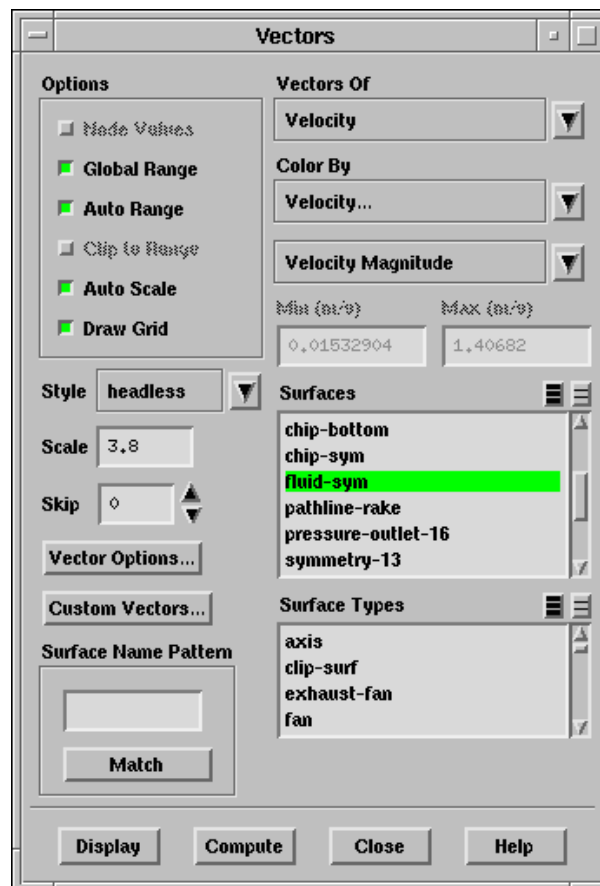 Vectors
Options
Node Values
Global Range
Auto Range
Clip to Range
Auto Scale
Draw Grid
Style headless
Scale 3.8
Skip 0
Vector Options...
Custom Vectors...
Surface Name Pattern
Match
Vectors Of
Velocity
Color By
Velocity...
Velocity Magnitude
Min (m/s) Max (m/s)
0.01532904 1.40682
Surfaces
chip-bottom
chip-sym
fluid-sym
pathline-rake
pressure-outlet-16
symmetry-13
Surface Types
axis
clip-surf
exhaust-fan
fan
Display Compute Close Help